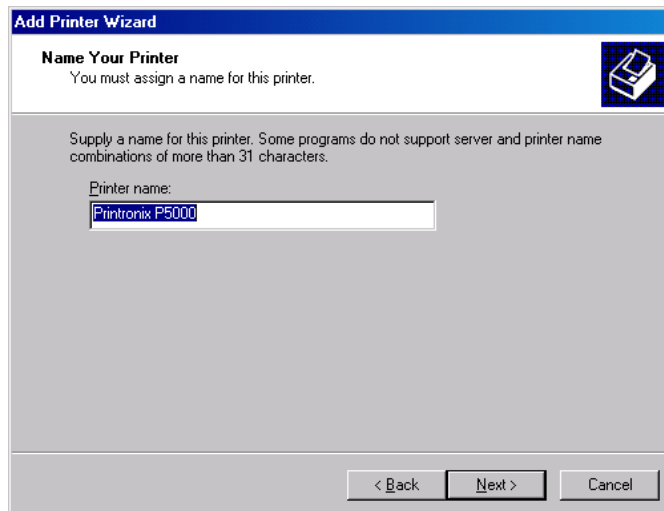 Add Printer Wizard
Name Your Printer
You must assign a name for this printer.
Supply a name for this printer. Some programs do not support server and printer name
combinations of more than 31 characters.
Printer name:
Printronix P5000
< Back
Next >
Cancel